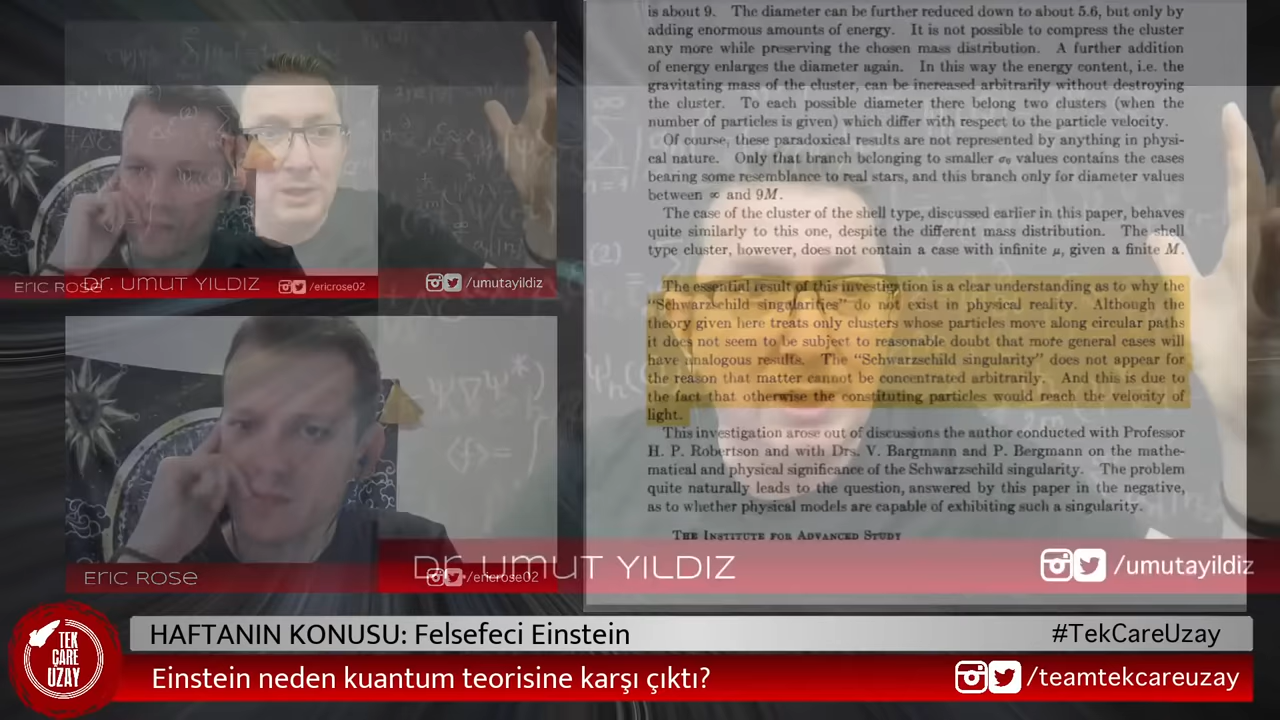 is about 9. The diameter can be further reduced down to about 5.6, but only by
adding enormous amounts of energy. It is not possible to compress the cluster
any more while preserving the chosen mass distribution. A further addition
of energy enlarges the diameter again. In this way the energy content, i.e. the
gravitating mass of the cluster, can be increased arbitrarily without destroying
the cluster. To each possible diameter there belong two clusters (when the
number of particles is given) which differ with respect to the particle velocity.
Of course, these paradoxical results are not represented by anything in physi-
cal nature. Only that branch belonging to smaller σ₀ values contains the cases
bearing some resemblance to real stars, and this branch only for diameter values
between ∞ and 9M.
The case of the cluster of the shell type, discussed earlier in this paper, behaves
quite similarly to this one, despite the different mass distribution. The shell
type cluster, however, does not contain a case with infinite μ, given a finite M.
The essential result of this investigation is a clear understanding as to why the
"Schwarzschild singularities" do not exist in physical reality. Although the
theory given here treats only clusters whose particles move along circular paths
it does not seem to be subject to reasonable doubt that more general cases will
have analogous results. The "Schwarzschild singularity" does not appear for
the reason that matter cannot be concentrated arbitrarily. And this is due to
the fact that otherwise the constituting particles would reach the velocity of
light.
This investigation arose out of discussions the author conducted with Professor
H. P. Robertson and with Drs. V. Bargmann and P. Bergmann on the mathe-
matical and physical significance of the Schwarzschild singularity. The problem
quite naturally leads to the question, answered by this paper in the negative,
as to whether physical models are capable of exhibiting such a singularity.
The Institute for Advanced Study
Eric Rose
/ericrose02
Dr. Umut YILDIZ
/umutayildiz
Eric Rose
/ericrose02
Dr. Umut YILDIZ
/umutayildiz
TEK
ÇARE
UZAY
HAFTANIN KONUSU: Felsefeci Einstein
#TekCareUzay
Einstein neden kuantum teorisine karşı çıktı?
/teamtekcareuzay